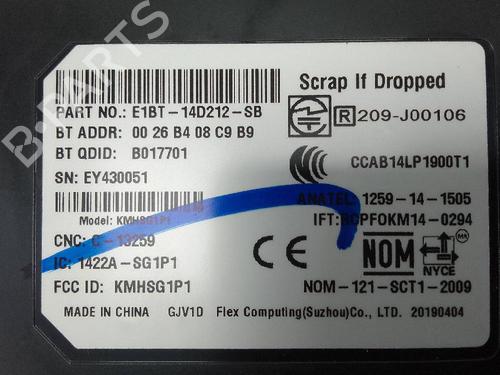 B-PARTS
Scrap If Dropped
PART NO.: E1BT-14D212-SB
R 209-J00106
BT ADDR: 00 26 B4 08 C9 B9
BT QDID: B017701
CCAB14LP1900T1
SN: EY430051
ANATEL: 1259-14-1505
Model: KMHSG1P1
IFT: RCPFOKM14-0294
CNC: C-13259
CE
NOM
MX
NYCE
IC: 1422A-SG1P1
FCC ID: KMHSG1P1
NOM-121-SCT1-2009
MADE IN CHINA GJV1D Flex Computing(Suzhou)Co., LTD. 20190404